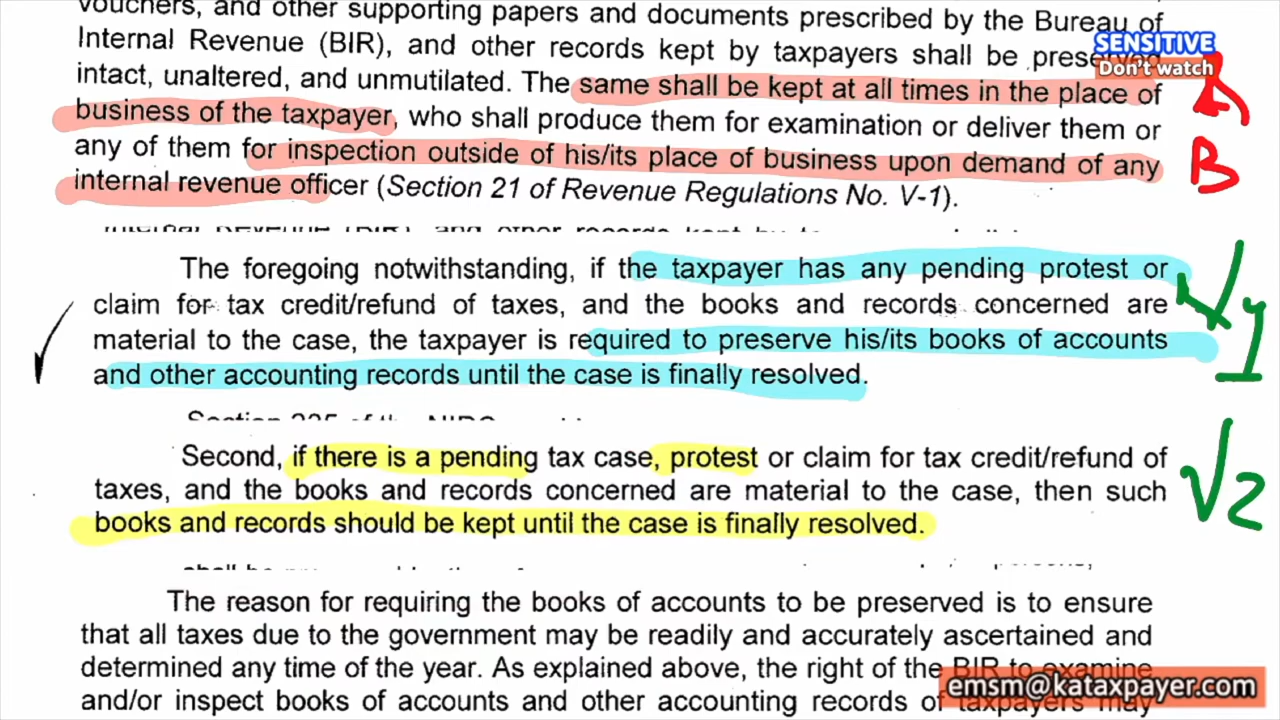 vouchers, and other supporting papers and documents prescribed by the Bureau of
Internal Revenue (BIR), and other records kept by taxpayers shall be preserved
SENSITIVE
Don't watch
intact, unaltered, and unmutilated. The same shall be kept at all times in the place of
A
business of the taxpayer, who shall produce them for examination or deliver them or
any of them for inspection outside of his/its place of business upon demand of any
B
internal revenue officer (Section 21 of Revenue Regulations No. V-1).
The foregoing notwithstanding, if the taxpayer has any pending protest or
claim for tax credit/refund of taxes, and the books and records concerned are
material to the case, the taxpayer is required to preserve his/its books of accounts
and other accounting records until the case is finally resolved.
Second, if there is a pending tax case, protest or claim for tax credit/refund of
taxes, and the books and records concerned are material to the case, then such
books and records should be kept until the case is finally resolved.
The reason for requiring the books of accounts to be preserved is to ensure
that all taxes due to the government may be readily and accurately ascertained and
determined any time of the year. As explained above, the right of the BIR to examine
and/or inspect books of accounts and other accounting records of taxpayers may
emsm@kataxpayer.com